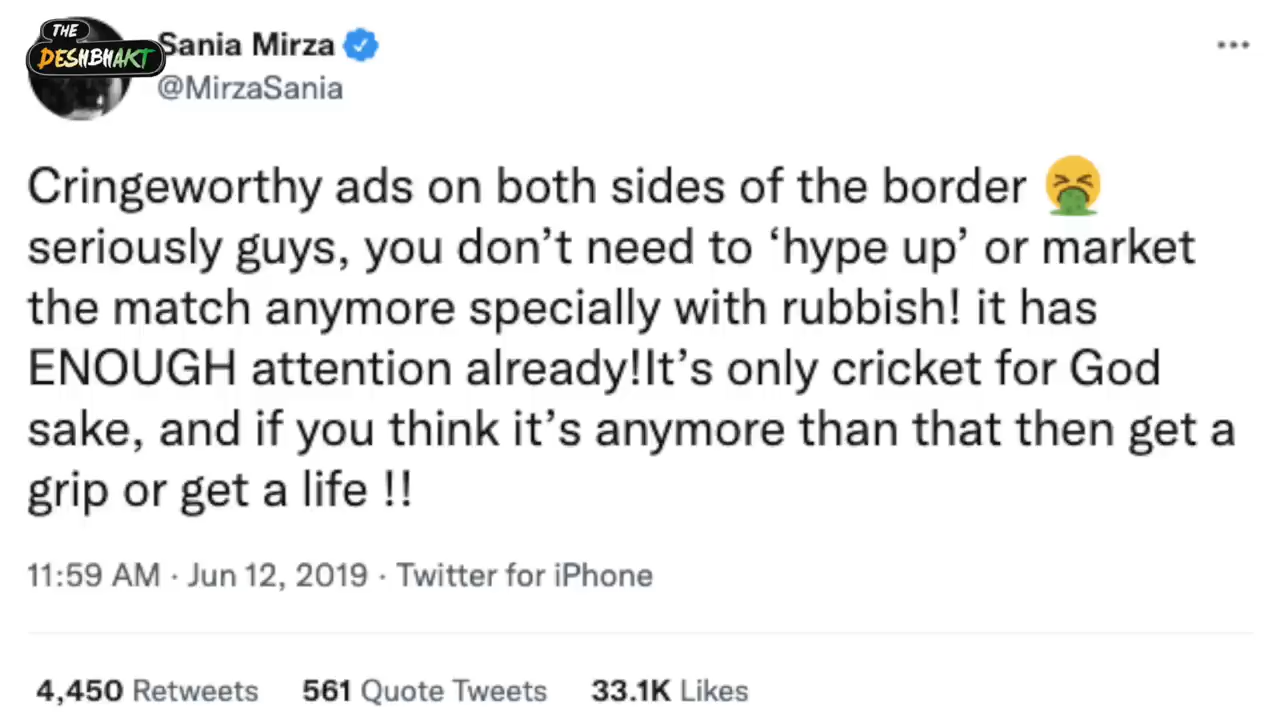 THE
DESHBHAKT
Sania Mirza
@MirzaSania
Cringeworthy ads on both sides of the border 🤮
seriously guys, you don’t need to ‘hype up’ or market
the match anymore specially with rubbish! it has
ENOUGH attention already!It’s only cricket for God
sake, and if you think it’s anymore than that then get a
grip or get a life !!
11:59 AM · Jun 12, 2019 · Twitter for iPhone
4,450 Retweets 561 Quote Tweets 33.1K Likes